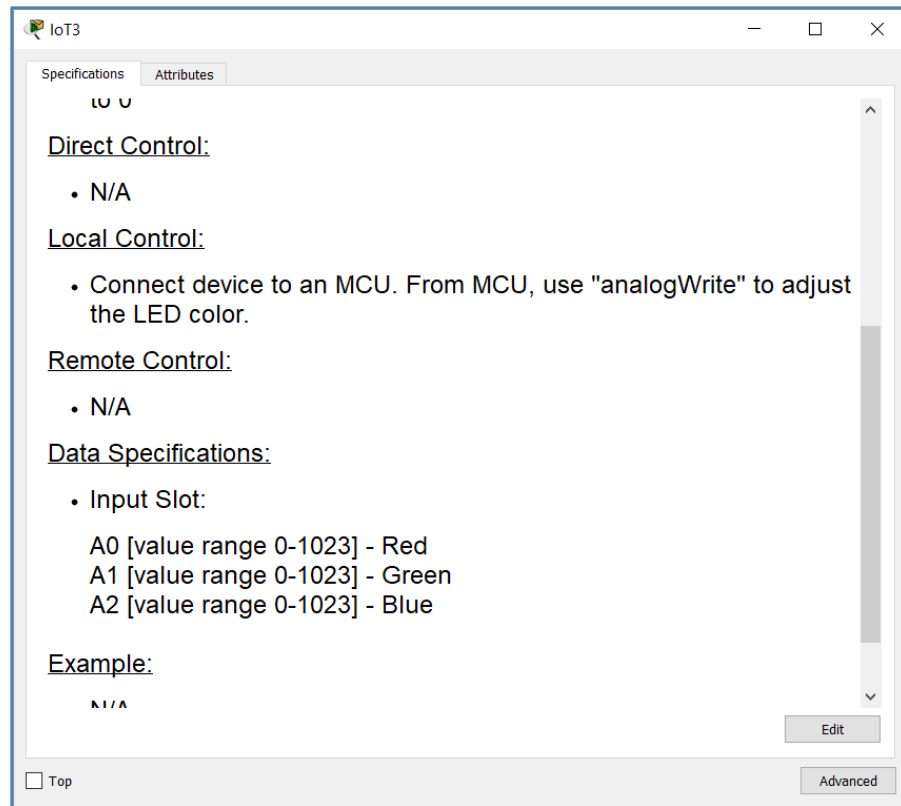 IoT3
Specifications Attributes
to 0
Direct Control:
• N/A
Local Control:
• Connect device to an MCU. From MCU, use "analogWrite" to adjust
the LED color.
Remote Control:
• N/A
Data Specifications:
• Input Slot:
A0 [value range 0-1023] - Red
A1 [value range 0-1023] - Green
A2 [value range 0-1023] - Blue
Example:
N/A
Edit
Top
Advanced